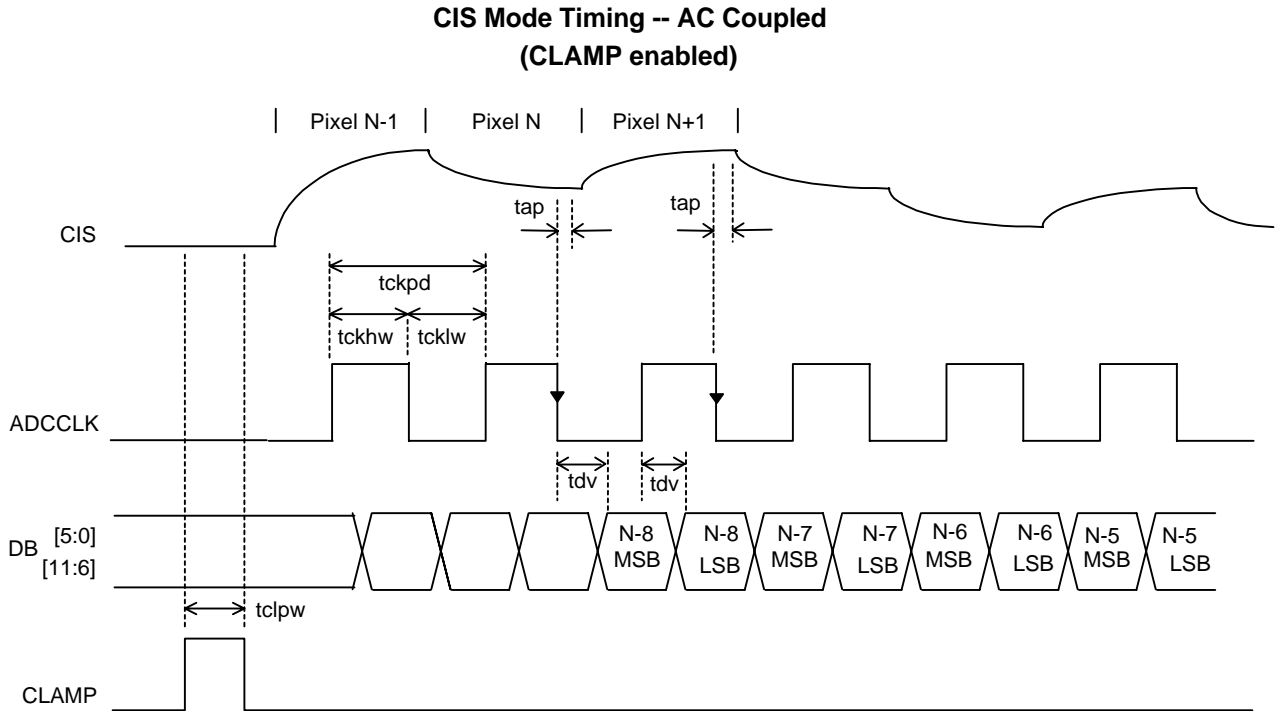 CIS Mode Timing -- AC Coupled
(CLAMP enabled)
Pixel N-1 Pixel N Pixel N+1
tap tap
CIS
tckpd
tckhw tcklw
ADCCLK
tdv tdv
DB [5:0]
[11:6]
N-8 MSB
N-8 LSB
N-7 MSB
N-7 LSB
N-6 MSB
N-6 LSB
N-5 MSB
N-5 LSB
tclpw
CLAMP